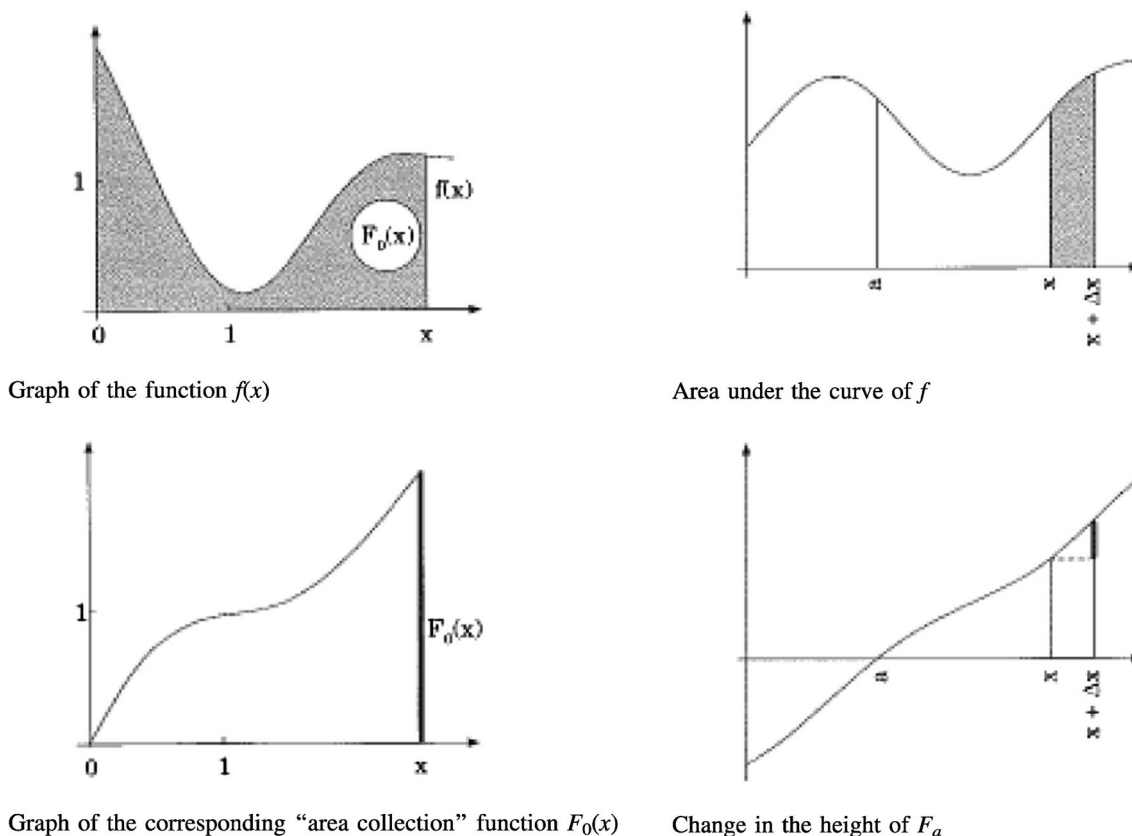 1
f(x)
F₀(x)
0
1
x
Graph of the function f(x)
a
x
x + Δx
Area under the curve of f
1
F₀(x)
0
1
x
Graph of the corresponding “area collection” function F₀(x)
a
x
x + Δx
Change in the height of Fₐ